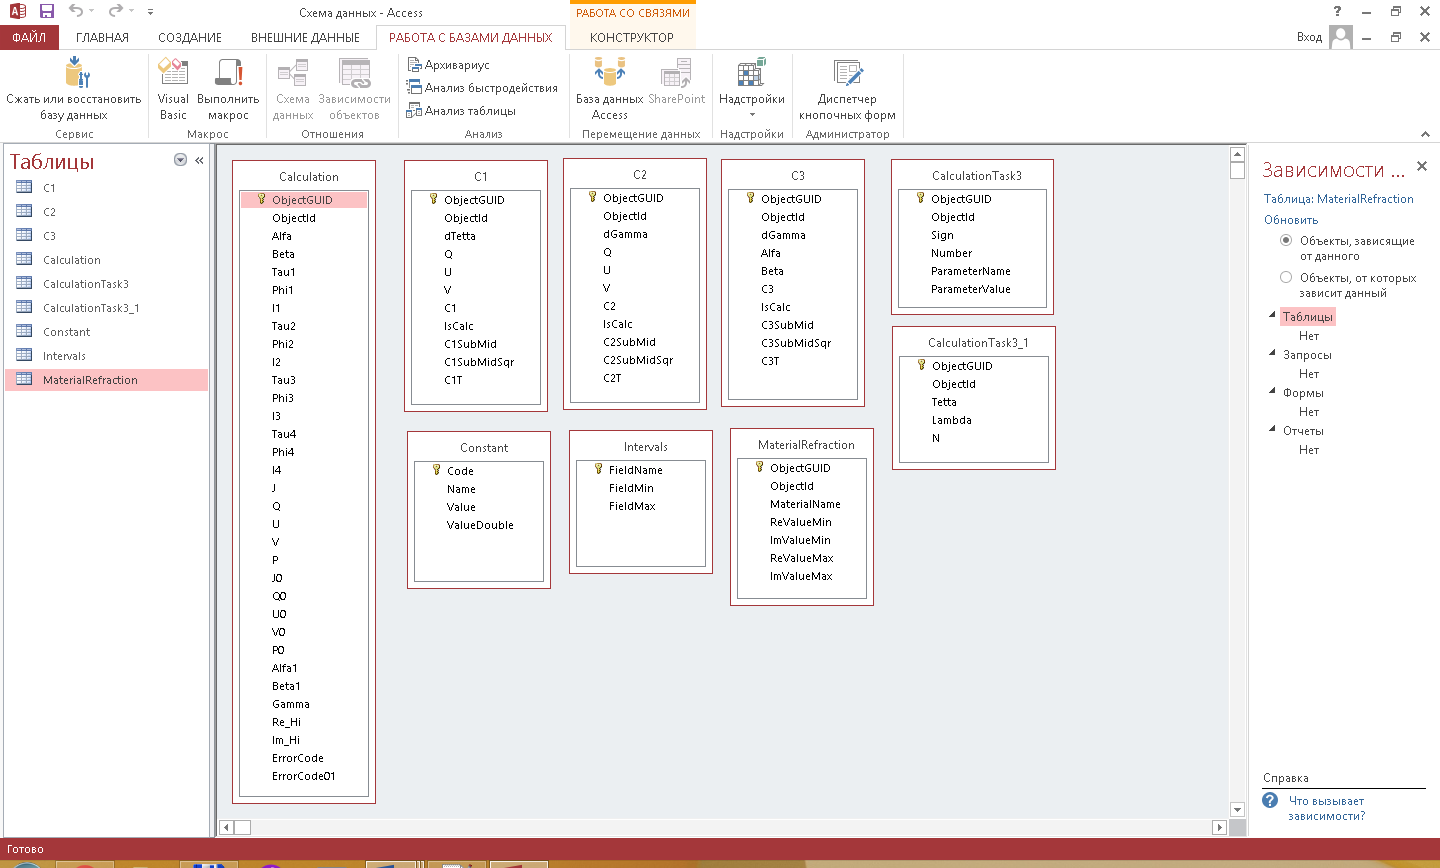 Схема данных - Access
РАБОТА СО СВЯЗЯМИ
?
ФАЙЛ
ГЛАВНАЯ
СОЗДАНИЕ
ВНЕШНИЕ ДАННЫЕ
РАБОТА С БАЗАМИ ДАННЫХ
КОНСТРУКТОР
Вход
Сжать или восстановить
базу данных
Сервис
Visual
Basic
Выполнить
макрос
Макрос
Схема
данных
Зависимости
объектов
Отношения
Архивариус
Анализ быстродействия
Анализ таблицы
Анализ
База данных
Access
SharePoint
Перемещение данных
Надстройки
Надстройки
Диспетчер
кнопочных форм
Администратор
Таблицы
C1
C2
C3
Calculation
CalculationTask3
CalculationTask3_1
Constant
Intervals
MaterialRefraction
Calculation
ObjectGUID
ObjectId
Alfa
Beta
Tau1
Phi1
I1
Tau2
Phi2
I2
Tau3
Phi3
I3
Tau4
Phi4
I4
J
Q
U
V
P
J0
Q0
U0
V0
P0
Alfa1
Beta1
Gamma
Re_Hi
Im_Hi
ErrorCode
ErrorCode01
C1
ObjectGUID
ObjectId
dTetta
Q
U
V
C1
IsCalc
C1SubMid
C1SubMidSqr
C1T
C2
ObjectGUID
ObjectId
dGamma
Q
U
V
C2
IsCalc
C2SubMid
C2SubMidSqr
C2T
C3
ObjectGUID
ObjectId
dGamma
Alfa
Beta
C3
IsCalc
C3SubMid
C3SubMidSqr
C3T
CalculationTask3
ObjectGUID
ObjectId
Sign
Number
ParameterName
ParameterValue
CalculationTask3_1
ObjectGUID
ObjectId
Tetta
Lambda
N
Constant
Code
Name
Value
ValueDouble
Intervals
FieldName
FieldMin
FieldMax
MaterialRefraction
ObjectGUID
ObjectId
MaterialName
ReValueMin
ImValueMin
ReValueMax
ImValueMax
Зависимости ...
Таблица: MaterialRefraction
Обновить
Объекты, зависящие
от данного
Объекты, от которых
зависит данный
Таблицы
Нет
Запросы
Нет
Формы
Нет
Отчеты
Нет
Справка
Что вызывает
зависимости?
Готово